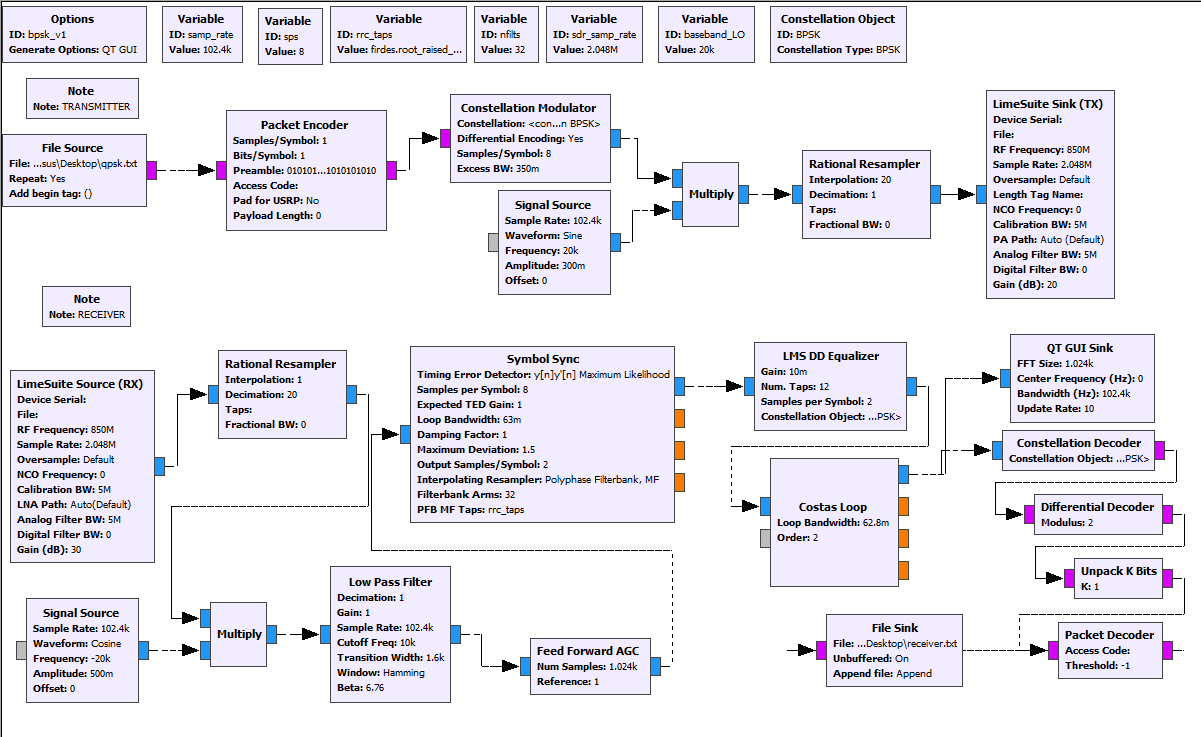 Options
ID: bpsk_v1
Generate Options: QT GUI
Variable
ID: samp_rate
Value: 102.4k
Variable
ID: sps
Value: 8
Variable
ID: rrc_taps
Value: firdes.root_raised_...
Variable
ID: nfilts
Value: 32
Variable
ID: sdr_samp_rate
Value: 2.048M
Variable
ID: baseband_LO
Value: 20k
Constellation Object
ID: BPSK
Constellation Type: BPSK
Note
Note: TRANSMITTER
File Source
File: ...sus\Desktop\qpsk.txt
Repeat: Yes
Add begin tag: ()
Packet Encoder
Samples/Symbol: 1
Bits/Symbol: 1
Preamble: 010101...1010101010
Access Code:
Pad for USRP: No
Payload Length: 0
Constellation Modulator
Constellation: <con...n BPSK>
Differential Encoding: Yes
Samples/Symbol: 8
Excess BW: 350m
Signal Source
Sample Rate: 102.4k
Waveform: Sine
Frequency: 20k
Amplitude: 300m
Offset: 0
Multiply
Rational Resampler
Interpolation: 20
Decimation: 1
Taps:
Fractional BW: 0
LimeSuite Sink (TX)
Device Serial:
File:
RF Frequency: 850M
Sample Rate: 2.048M
Oversample: Default
Length Tag Name:
NCO Frequency: 0
Calibration BW: 5M
PA Path: Auto (Default)
Analog Filter BW: 5M
Digital Filter BW: 0
Gain (dB): 20
Note
Note: RECEIVER
LimeSuite Source (RX)
Device Serial:
File:
RF Frequency: 850M
Sample Rate: 2.048M
Oversample: Default
NCO Frequency: 0
Calibration BW: 5M
LNA Path: Auto(Default)
Analog Filter BW: 5M
Digital Filter BW: 0
Gain (dB): 30
Rational Resampler
Interpolation: 1
Decimation: 20
Taps:
Fractional BW: 0
Symbol Sync
Timing Error Detector: y[n]y'[n] Maximum Likelihood
Samples per Symbol: 8
Expected TED Gain: 1
Loop Bandwidth: 63m
Damping Factor: 1
Maximum Deviation: 1.5
Output Samples/Symbol: 2
Interpolating Resampler: Polyphase Filterbank, MF
Filterbank Arms: 32
PFB MF Taps: rrc_taps
LMS DD Equalizer
Gain: 10m
Num. Taps: 12
Samples per Symbol: 2
Constellation Object: ...PSK>
QT GUI Sink
FFT Size: 1.024k
Center Frequency (Hz): 0
Bandwidth (Hz): 102.4k
Update Rate: 10
Constellation Decoder
Constellation Object: ...PSK>
Costas Loop
Loop Bandwidth: 62.8m
Order: 2
Differential Decoder
Modulus: 2
Unpack K Bits
K: 1
Signal Source
Sample Rate: 102.4k
Waveform: Cosine
Frequency: -20k
Amplitude: 500m
Offset: 0
Multiply
Low Pass Filter
Decimation: 1
Gain: 1
Sample Rate: 102.4k
Cutoff Freq: 10k
Transition Width: 1.6k
Window: Hamming
Beta: 6.76
Feed Forward AGC
Num Samples: 1.024k
Reference: 1
File Sink
File: ...Desktop\receiver.txt
Unbuffered: On
Append file: Append
Packet Decoder
Access Code:
Threshold: -1